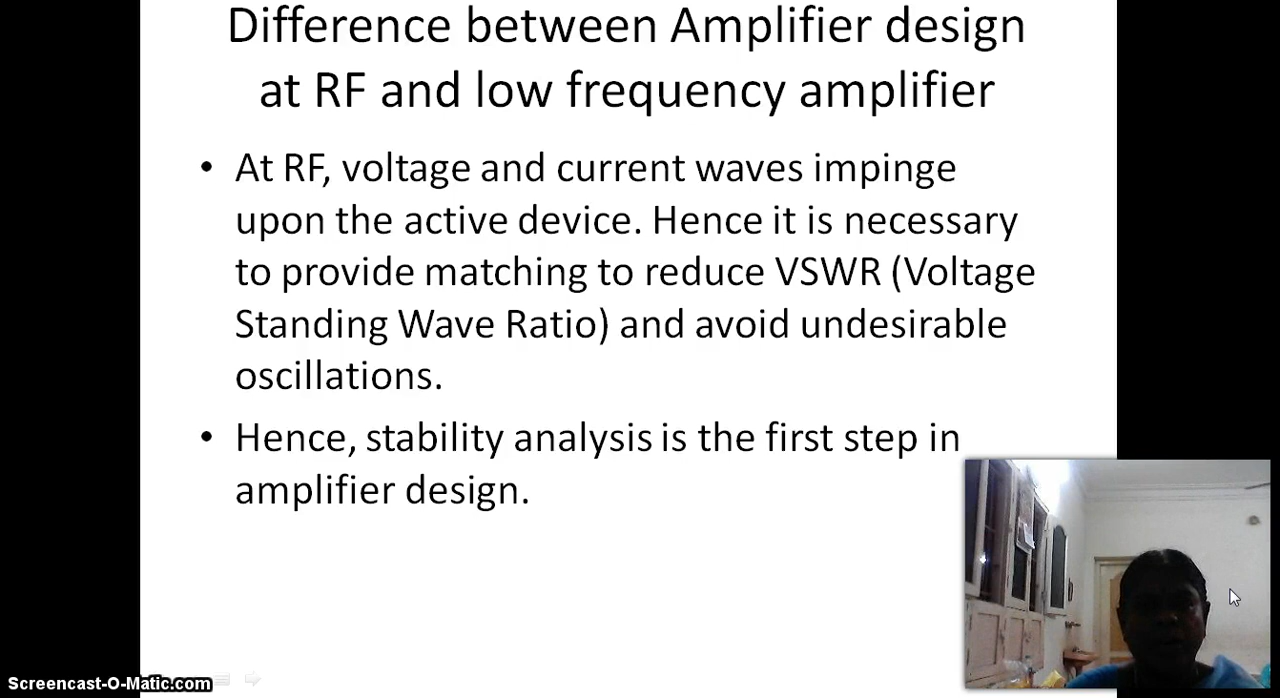 Difference between Amplifier design
at RF and low frequency amplifier
• At RF, voltage and current waves impinge
upon the active device. Hence it is necessary
to provide matching to reduce VSWR (Voltage
Standing Wave Ratio) and avoid undesirable
oscillations.
• Hence, stability analysis is the first step in
amplifier design.
Screencast-O-Matic.com